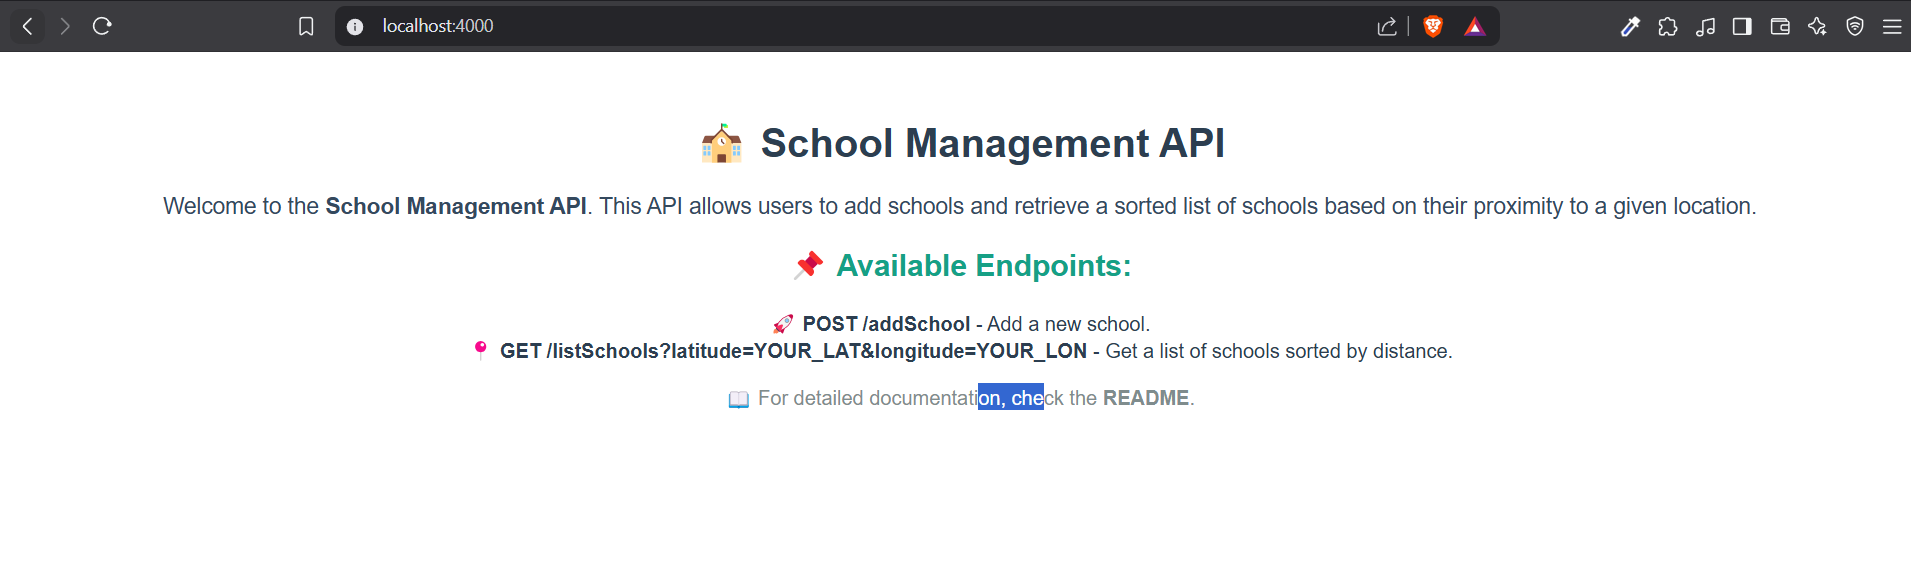 localhost:4000
🏫 School Management API
Welcome to the School Management API. This API allows users to add schools and retrieve a sorted list of schools based on their proximity to a given location.
📌 Available Endpoints:
🚀 POST /addSchool - Add a new school.
📍 GET /listSchools?latitude=YOUR_LAT&longitude=YOUR_LON - Get a list of schools sorted by distance.
📖 For detailed documentation, check the README.